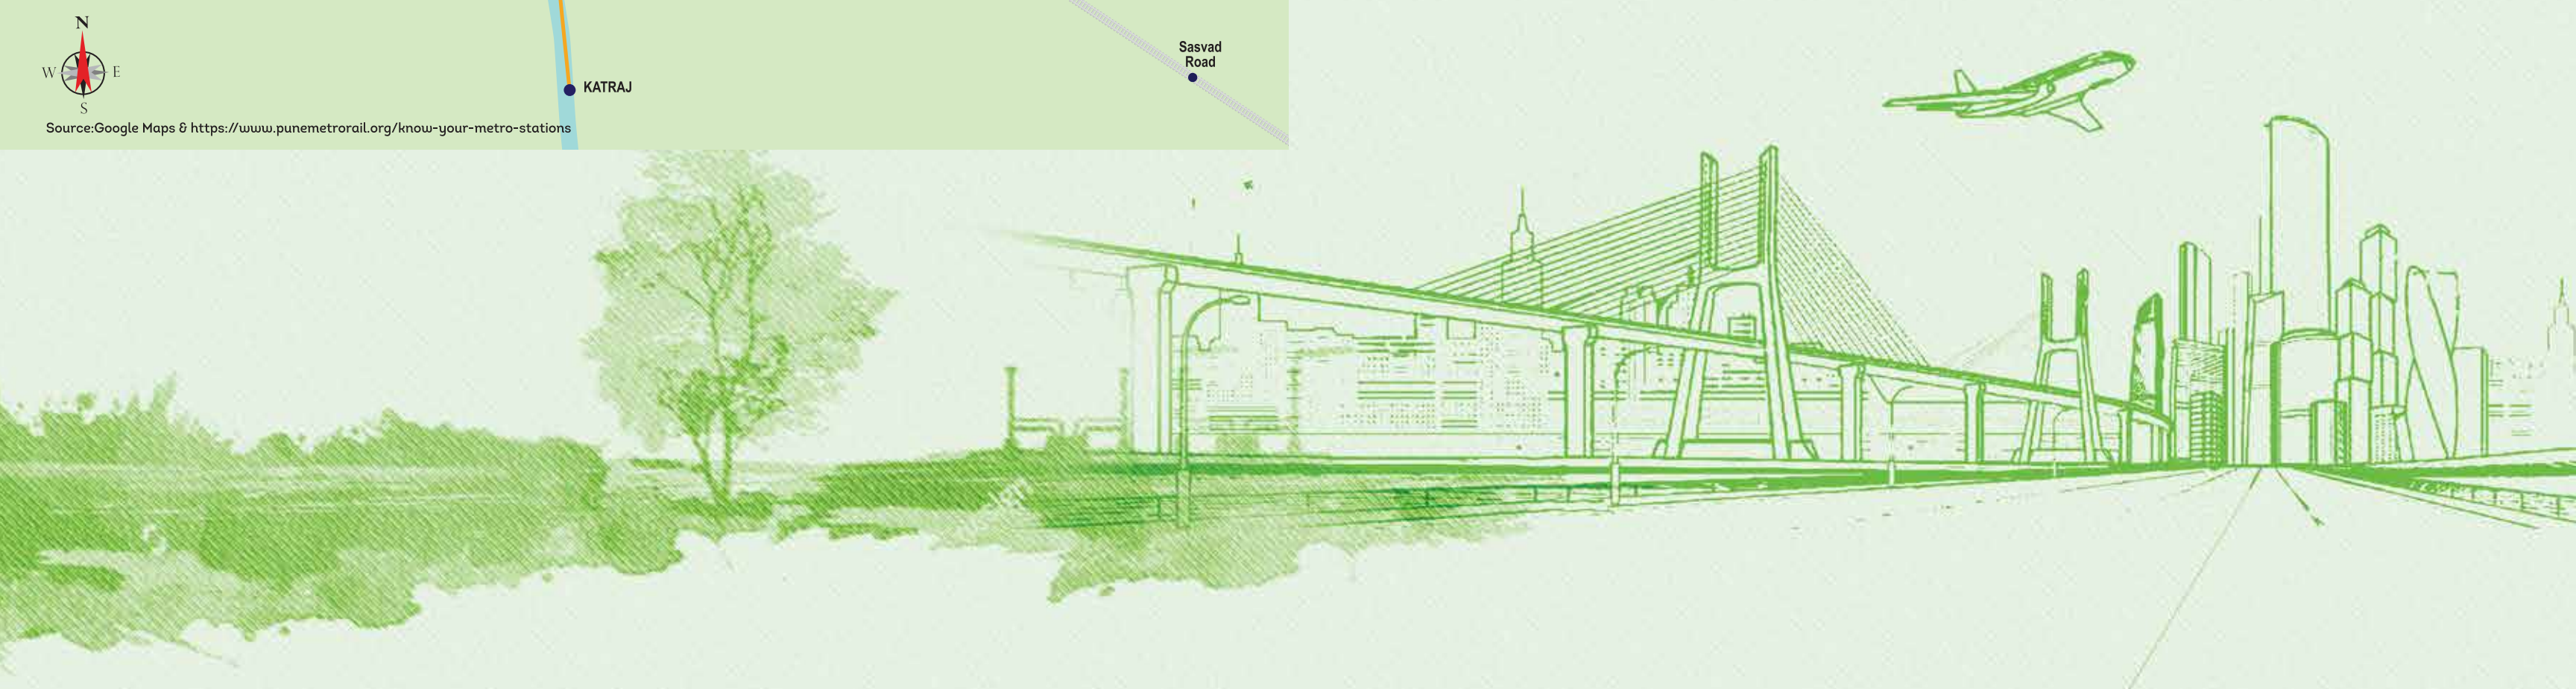 N
W E
S
KATRAJ
Sasvad
Road
Source:Google Maps & https://www.punemetrorail.org/know-your-metro-stations